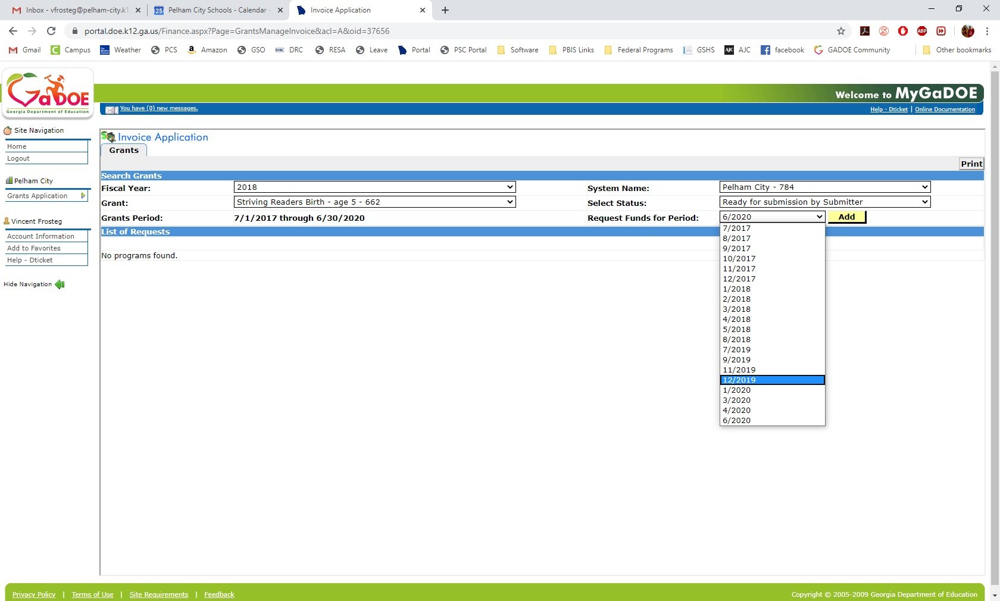 Inbox - vfrosteg@pelham-city.k1
Pelham City Schools - Calendar -
Invoice Application
portal.doe.k12.ga.us/Finance.aspx?Page=GrantsManageInvoice&acl=A&oid=37656
Gmail Campus Weather PCS Amazon GSO DRC DRC RESA Leave Portal PSC Portal Software PBIS Links Federal Programs GSHS AJC AJC facebook GADOE Community Other bookmarks
GaDOE
Georgia Department of Education
Welcome to MyGaDOE
You have (0) new messages.
Help - Dticket | Online Documentation
Site Navigation
Home
Logout
Pelham City
Grants Application
Vincent Frosteg
Account Information
Add to Favorites
Help - Dticket
Hide Navigation
Invoice Application
Grants
Print
Search Grants
Fiscal Year: 2018 System Name: Pelham City - 784
Grant: Striving Readers Birth - age 5 - 662 Select Status: Ready for submission by Submitter
Grants Period: 7/1/2017 through 6/30/2020 Request Funds for Period: 6/2020 Add
List of Requests
No programs found.
7/2017
8/2017
9/2017
10/2017
11/2017
12/2017
1/2018
2/2018
3/2018
4/2018
5/2018
8/2018
7/2019
9/2019
11/2019
12/2019
1/2020
3/2020
4/2020
6/2020
Privacy Policy | Terms of Use | Site Requirements | Feedback
Copyright © 2005-2009 Georgia Department of Education